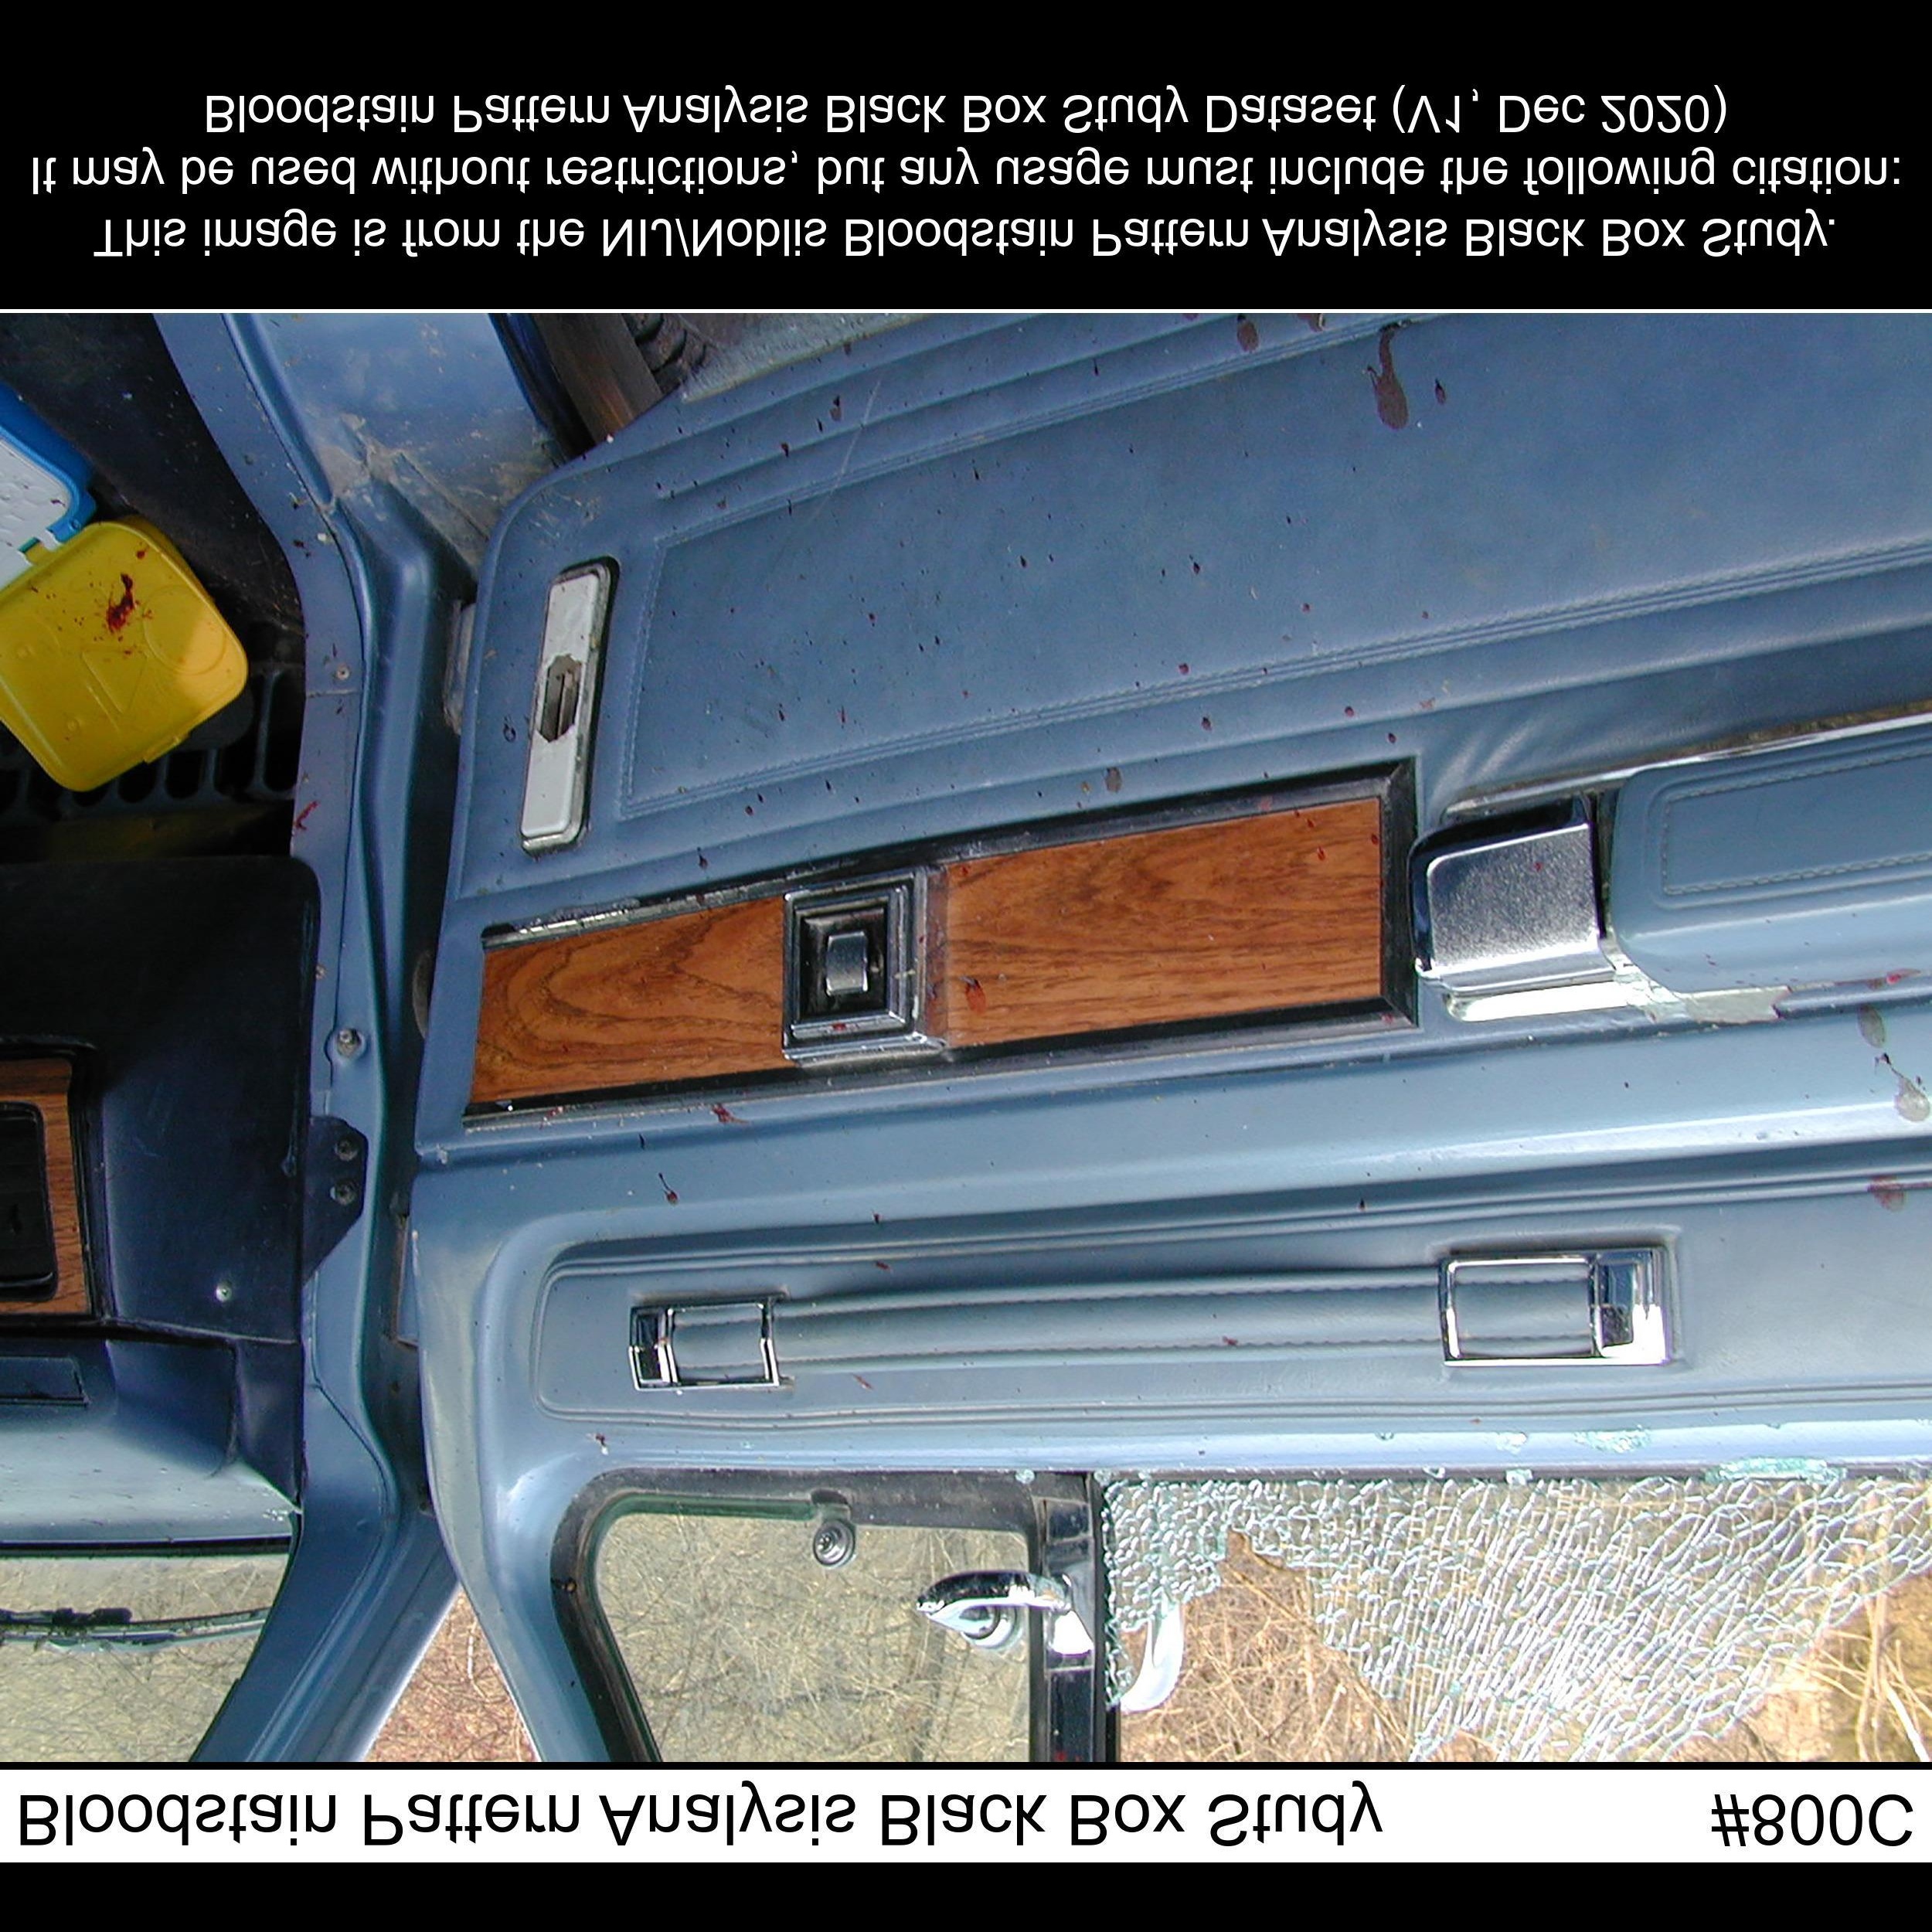 Bloodstain Pattern Analysis Black Box Study #800C
This image is from the NIJ/Noblis Bloodstain Pattern Analysis Black Box Study.
It may be used without restrictions, but any usage must include the following citation:
Bloodstain Pattern Analysis Black Box Study Dataset (V1, Dec 2020)